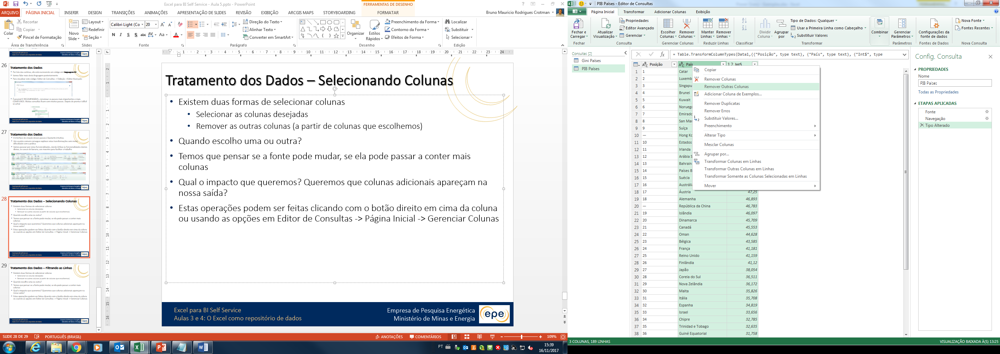 Excel para BI Self Service - Aula 5.pptx - PowerPoint
FERRAMENTAS DE DESENHO
ARQUIVO PÁGINA INICIAL INSERIR DESIGN TRANSIÇÕES ANIMAÇÕES APRESENTAÇÃO DE SLIDES REVISÃO EXIBIÇÃO ARCGIS MAPS STORYBOARDING FORMATAR
Bruno Mauricio Rodrigues Crotman
Colar
Recortar
Copiar
Pincel de Formatação
Área de Transferência
Novo
Slide
Layout
Redefinir
Seção
Slides
Calibri Light (Co 20
N I S S abc AV Aa A
Fonte
Direção do Texto
Alinhar Texto
Converter em SmartArt
Parágrafo
Organizar
Estilos
Rápidos
Preenchimento da Forma
Contorno da Forma
Efeitos de Forma
Desenho
Localizar
Substituir
Selecionar
Edição
26
Tratamento dos Dados
27
Tratamento dos Dados
28
Tratamento dos Dados – Selecionando Colunas
29
Tratamento dos Dados – Filtrando as Linhas
Tratamento dos Dados – Selecionando Colunas
• Existem duas formas de selecionar colunas
• Selecionar as colunas desejadas
• Remover as outras colunas (a partir de colunas que escolhemos)
• Quando escolho uma ou outra?
• Temos que pensar se a fonte pode mudar, se ela pode passar a conter mais
colunas
• Qual o impacto que queremos? Queremos que colunas adicionais apareçam na
nossa saída?
• Estas operações podem ser feitas clicando com o botão direito em cima da coluna
ou usando as opções em Editor de Consultas -> Página Inicial -> Gerenciar Colunas
Excel para BI Self Service
Aulas 3 e 4: O Excel como repositório de dados
Empresa de Pesquisa Energética
Ministério de Minas e Energia
epe
SLIDE 28 DE 29 PORTUGUÊS (BRASIL) ANOTAÇÕES COMENTÁRIOS 109%
PT
15:39
16/11/2017
PIB Países - Editor de Consultas
Página Inicial Transformar Adicionar Colunas Exibição
Fechar e
Carregar
Fechar
Atualizar
Visualização
Propriedades
Editor Avançado
Gerenciar
Consulta
Escolher
Colunas
Remover
Colunas
Gerenciar Colunas
Manter
Linhas
Remover
Linhas
Reduzir Linhas
Classificar
Dividir
Coluna
Agrupar
por
Tipo de Dados: Qualquer
Usar a Primeira Linha como Cabeçalho
Substituir Valores
Transformar
Combinar
Gerenciar
Parâmetros
Parâmetros
Configurações da
fonte de dados
Fontes de Dados
Nova Fonte
Fontes Recentes
Nova Consulta
Consultas [2]
Gini Países
PIB Países
= Table.TransformColumnTypes(Data1,{{"Posição", type text}, {"País", type text}, {"Int$", type
Posição País 1.2 Int$
1 1 Catar
2 2 Luxemb
3 3 Singapu
4 4 Brunei
5 5 Kuwait
6 6 Norueg
7 7 Emirado
8 8 San Mar
9 9 Suíça
10 — Hong Ko
11 10 Estados
12 11 Irlanda
13 12 Arábia S
14 13 Bahrain
15 14 Países B
16 15 Suécia
17 16 Austráli
18 17 Áustria 47,25
19 18 Alemanha 46,893
20 — República da China 46,783
21 19 Islândia 46,097
22 20 Dinamarca 45,709
23 21 Canadá 45,553
24 22 Oman 44,628
25 23 Bélgica 43,585
26 24 França 41,181
27 25 Reino Unido 41,159
28 26 Finlândia 41,12
29 27 Japão 38,054
30 28 Coreia do Sul 36,511
31 29 Nova Zelândia 36,172
32 30 Malta 35,826
33 31 Itália 35,708
34 32 Espanha 34,819
35 33 Israel 33,656
36 34 Chipre 32,785
37 35 Trinidad e Tobago 32,635
38 36 Guiné Equatorial 31,758
Copiar
Remover Colunas
Remover Outras Colunas
Adicionar Coluna de Exemplos...
Remover Duplicatas
Remover Erros
Substituir Valores...
Preenchimento
Alterar Tipo
Mesclar Colunas
Agrupar por...
Transformar Colunas em Linhas
Transformar Outras Colunas em Linhas
Transformar Somente as Colunas Selecionadas em Linhas
Mover
Config. Consulta
PROPRIEDADES
Nome
PIB Países
Todas as Propriedades
ETAPAS APLICADAS
Fonte
Navegação
Tipo Alterado
3 COLUNAS, 189 LINHAS
VISUALIZAÇÃO BAIXADA À(S) 13:25